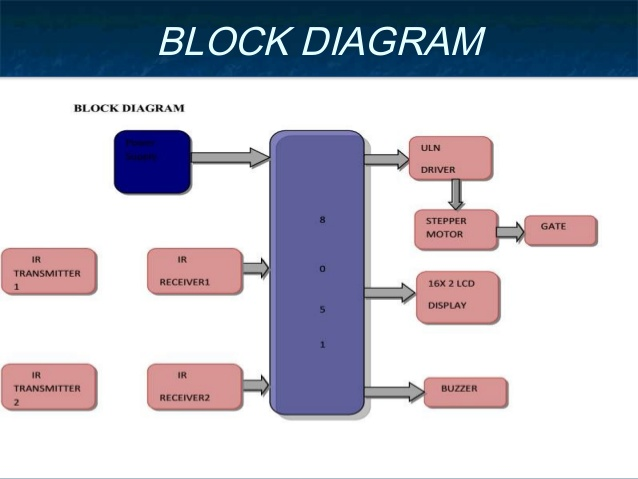 BLOCK DIAGRAM
BLOCK DIAGRAM
ULN
DRIVER
STEPPER
MOTOR
GATE
8
0
5
1
IR
TRANSMITTER
1
IR
RECEIVER1
16X 2 LCD
DISPLAY
IR
TRANSMITTER
2
IR
RECEIVER2
BUZZER